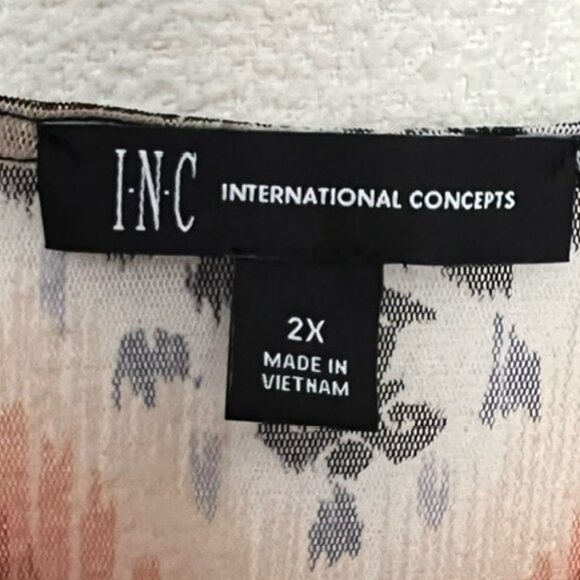 I·N·C INTERNATIONAL CONCEPTS
2X
MADE IN
VIETNAM